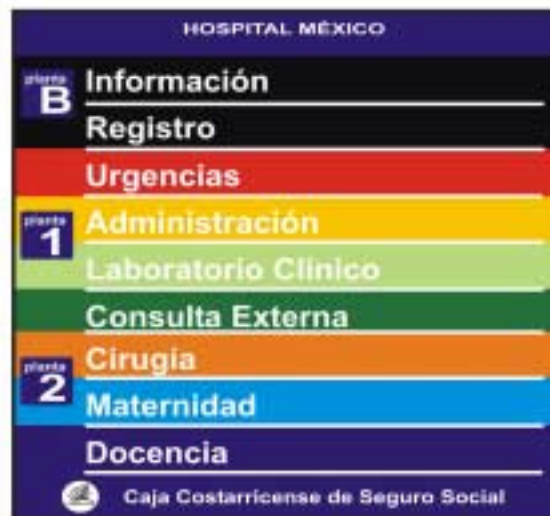 HOSPITAL MÉXICO
planta
B
Información
Registro
Urgencias
planta
1
Administración
Laboratorio Clínico
Consulta Externa
planta
2
Cirugía
Maternidad
Docencia
Caja Costarricense de Seguro Social